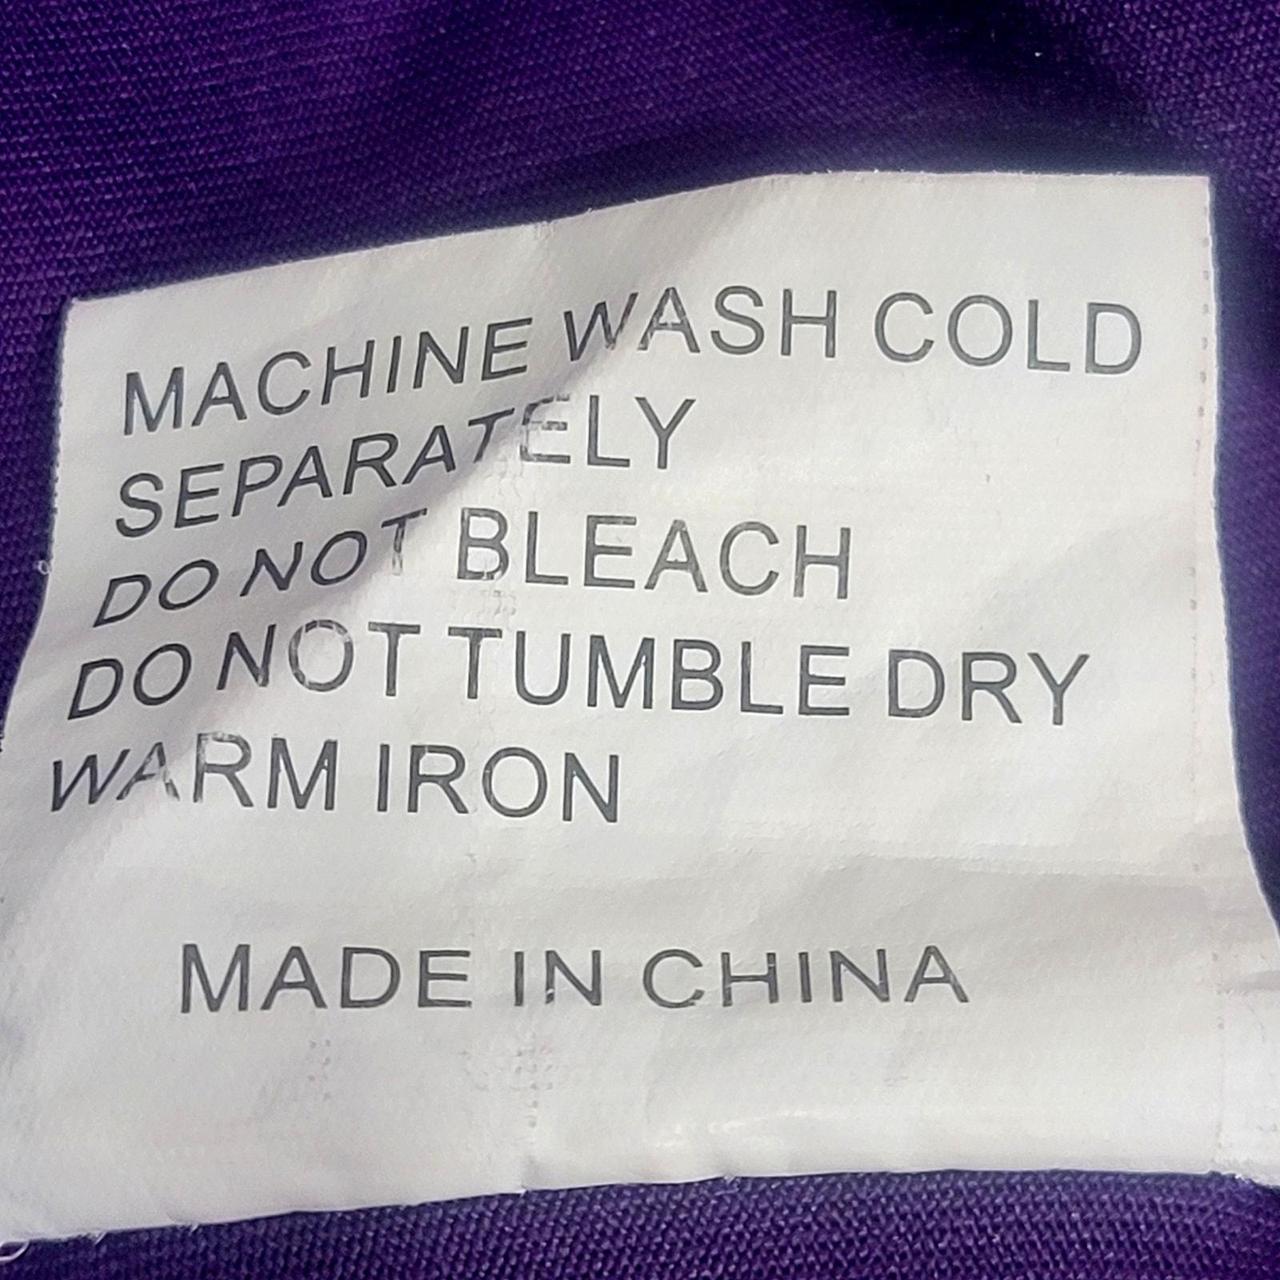 MACHINE WASH COLD
SEPARATELY
DO NOT BLEACH
DO NOT TUMBLE DRY
WARM IRON
MADE IN CHINA